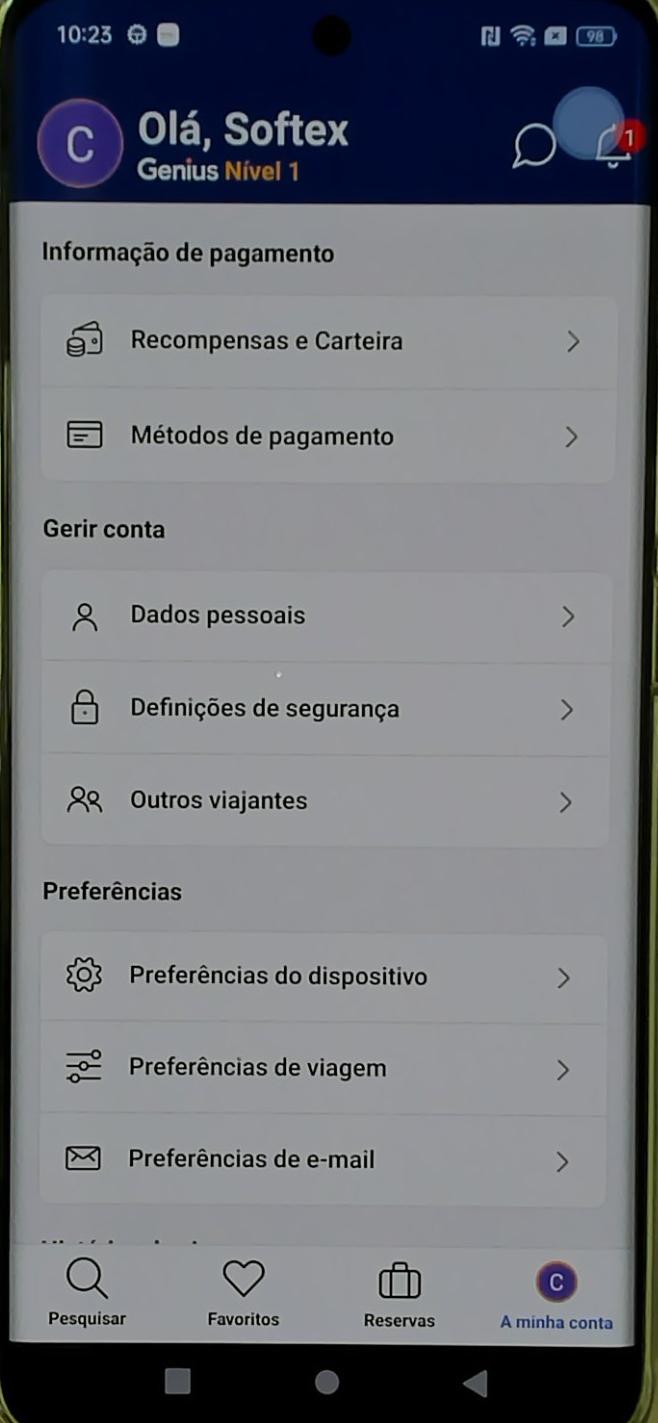 10:23
98
C
Olá, Softex
Genius Nível 1
1
Informação de pagamento
Recompensas e Carteira
Métodos de pagamento
Gerir conta
Dados pessoais
Definições de segurança
Outros viajantes
Preferências
Preferências do dispositivo
Preferências de viagem
Preferências de e-mail
Pesquisar
Favoritos
Reservas
C
A minha conta